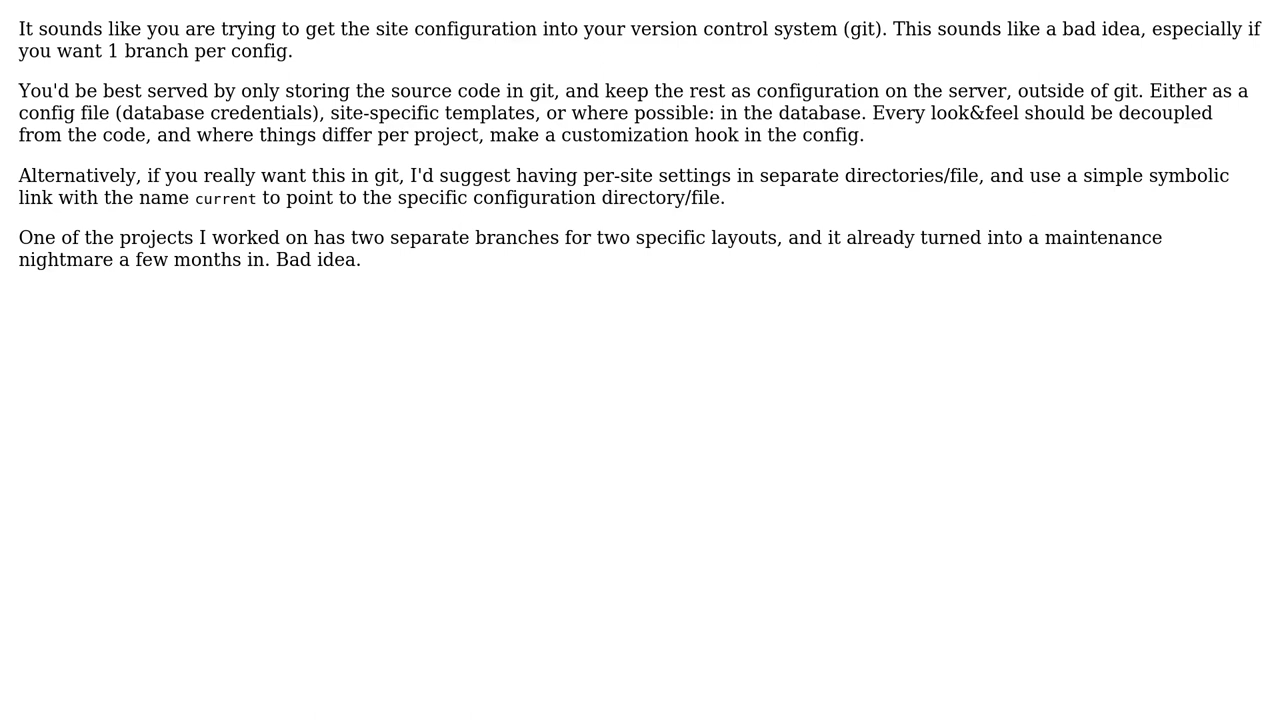 It sounds like you are trying to get the site configuration into your version control system (git). This sounds like a bad idea, especially if
you want 1 branch per config.
You'd be best served by only storing the source code in git, and keep the rest as configuration on the server, outside of git. Either as a
config file (database credentials), site-specific templates, or where possible: in the database. Every look&feel should be decoupled
from the code, and where things differ per project, make a customization hook in the config.
Alternatively, if you really want this in git, I'd suggest having per-site settings in separate directories/file, and use a simple symbolic
link with the name current to point to the specific configuration directory/file.
One of the projects I worked on has two separate branches for two specific layouts, and it already turned into a maintenance
nightmare a few months in. Bad idea.